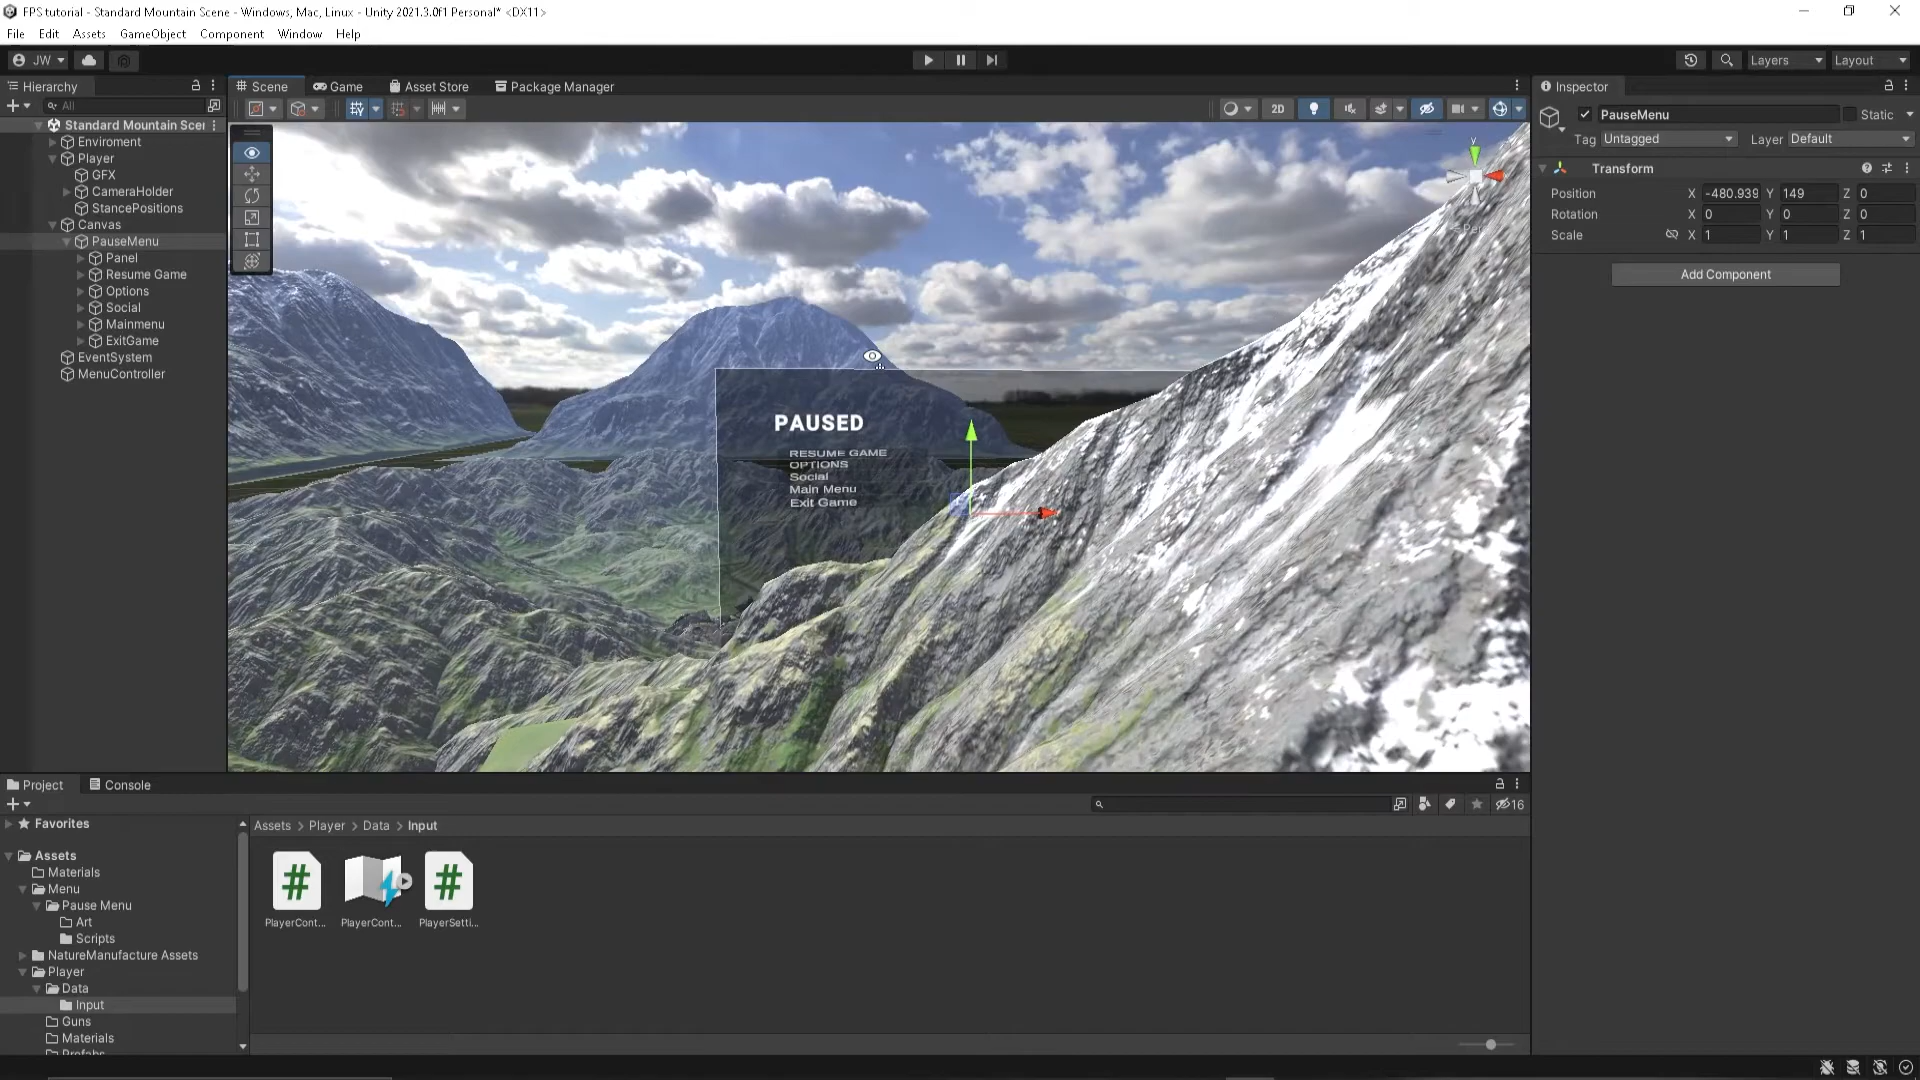 FPS tutorial - Standard Mountain Scene - Windows, Mac, Linux - Unity 2021.3.0f1 Personal* <DX11>
File Edit Assets GameObject Component Window Help
JW
Layers
Layout
Hierarchy
All
Standard Mountain Scer
Enviroment
Player
GFX
CameraHolder
StancePositions
Canvas
PauseMenu
Panel
Resume Game
Options
Social
Mainmenu
ExitGame
EventSystem
MenuController
Scene Game Asset Store Package Manager
2D
y
PAUSED
RESUME GAME
OPTIONS
Social
Main Menu
Exit Game
Inspector
PauseMenu
Static
Tag Untagged Layer Default
Transform
Position X -480.939 Y 149 Z 0
Rotation X 0 Y 0 Z 0
Scale X 1 Y 1 Z 1
Add Component
Project Console
16
Favorites
Assets
Materials
Menu
Pause Menu
Art
Scripts
NatureManufacture Assets
Player
Data
Input
Guns
Materials
Prefabs
Assets > Player > Data > Input
PlayerCont...
PlayerCont...
PlayerSetti...